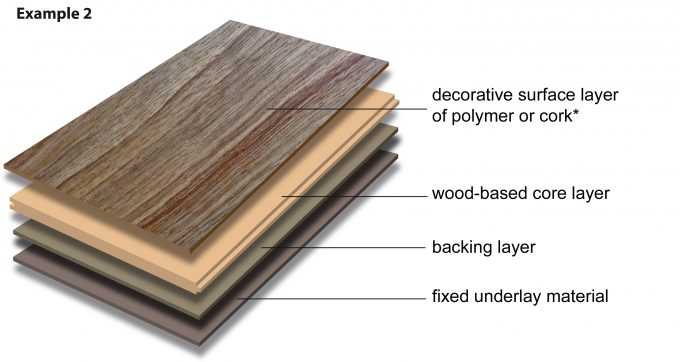 Example 2
decorative surface layer
of polymer or cork*
wood-based core layer
backing layer
fixed underlay material